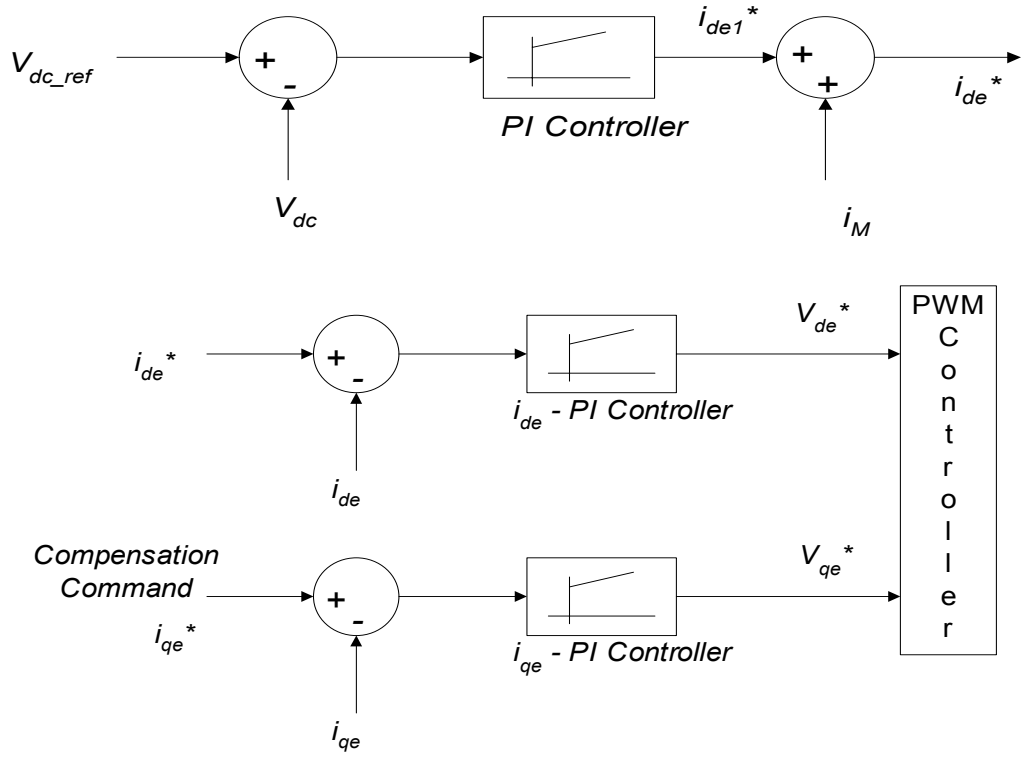 V_dc_ref
+
-
V_dc
PI Controller
i_de1*
+
+
i_M
i_de*
i_de*
+
-
i_de
i_de - PI Controller
V_de*
Compensation
Command
i_qe*
+
-
i_qe
i_qe - PI Controller
V_qe*
PWM
C
o
n
t
r
o
l
l
e
r